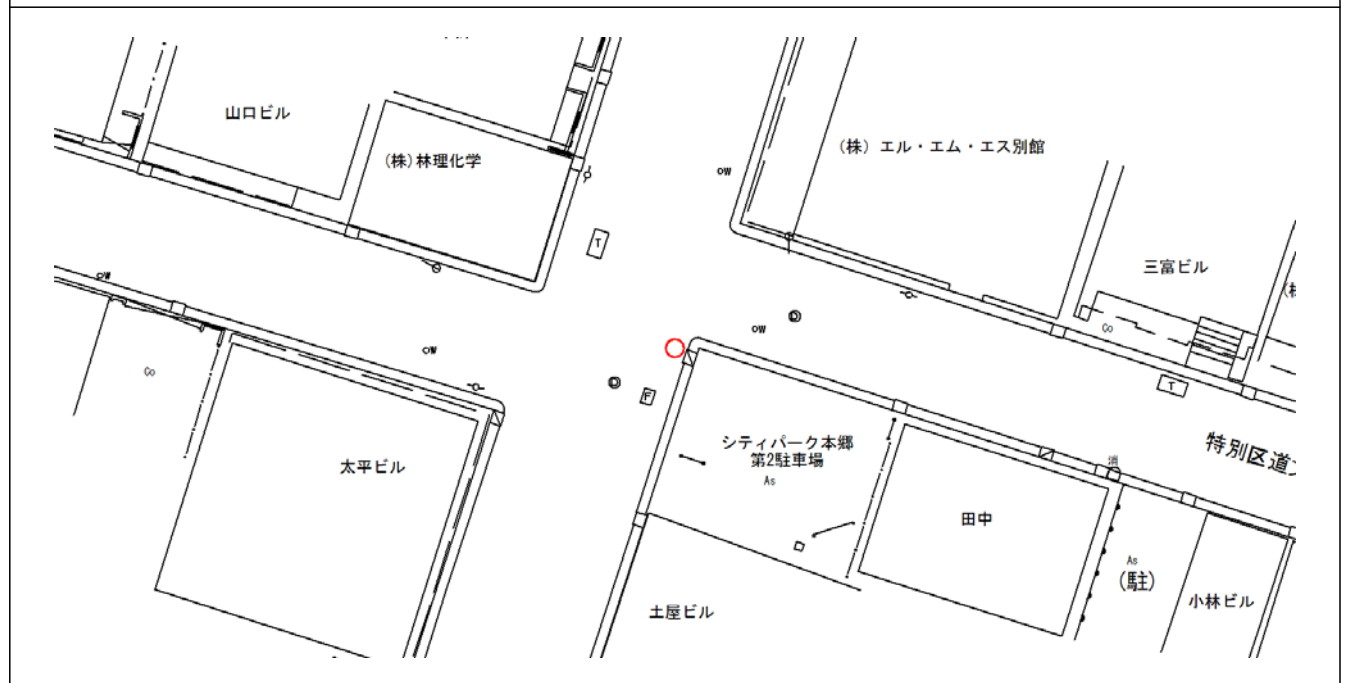 山口ビル
(株)林理化学
(株) エル・エム・エス別館
W
T
三富ビル
(株
W
D
W
Co
W
Co
D
F
T
太平ビル
シティパーク本郷
第2駐車場
As
特別区道
消
田中
As
(駐)
小林ビル
土屋ビル